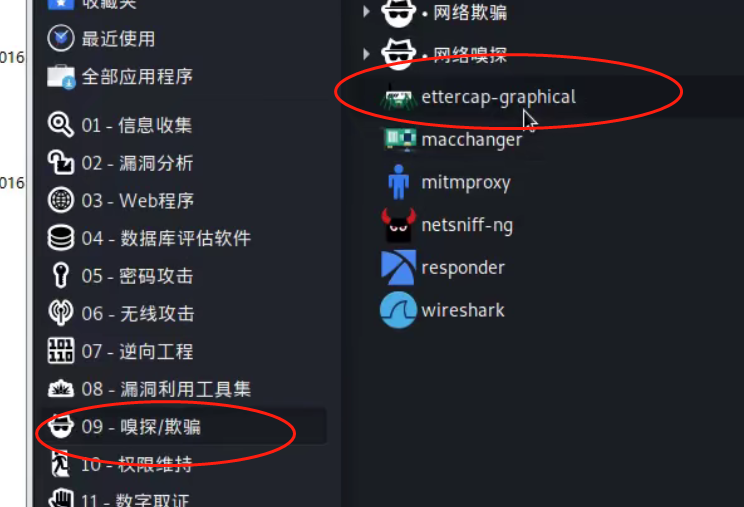 收藏夹
最近使用
全部应用程序
01 - 信息收集
02 - 漏洞分析
03 - Web程序
04 - 数据库评估软件
05 - 密码攻击
06 - 无线攻击
07 - 逆向工程
08 - 漏洞利用工具集
09 - 嗅探/欺骗
10 - 权限维持
11 - 数字取证
016
016
• 网络欺骗
• 网络嗅探
ettercap-graphical
macchanger
mitmproxy
netsniff-ng
responder
wireshark